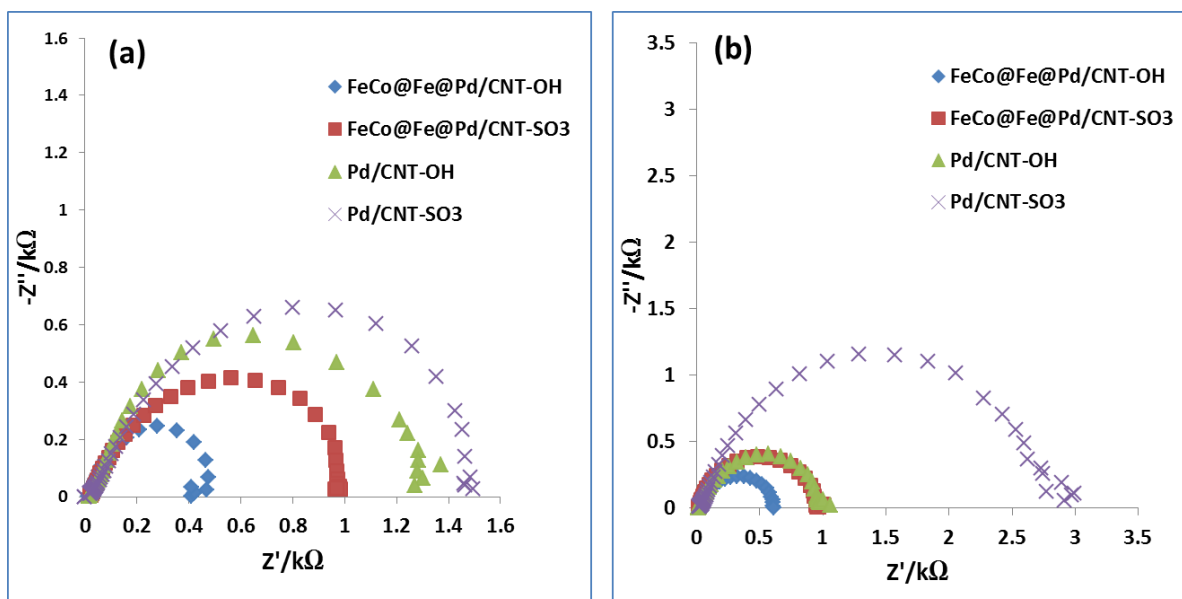 (a)
1.6
1.4
1.2
1
0.8
0.6
0.4
0.2
0
-Z''/kΩ
FeCo@Fe@Pd/CNT-OH
FeCo@Fe@Pd/CNT-SO3
Pd/CNT-OH
Pd/CNT-SO3
0 0.2 0.4 0.6 0.8 1 1.2 1.4 1.6
Z'/kΩ
(b)
3.5
3
2.5
2
1.5
1
0.5
0
-Z''/kΩ
FeCo@Fe@Pd/CNT-OH
FeCo@Fe@Pd/CNT-SO3
Pd/CNT-OH
Pd/CNT-SO3
0 0.5 1 1.5 2 2.5 3 3.5
Z'/kΩ